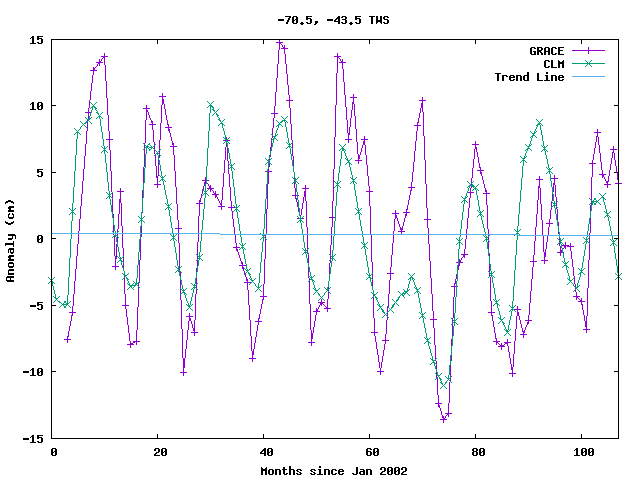 -70.5, -43.5 TWS
GRACE
CLM
Trend Line
15
10
5
0
-5
-10
-15
Anomaly (cm)
0 20 40 60 80 100
Months since Jan 2002